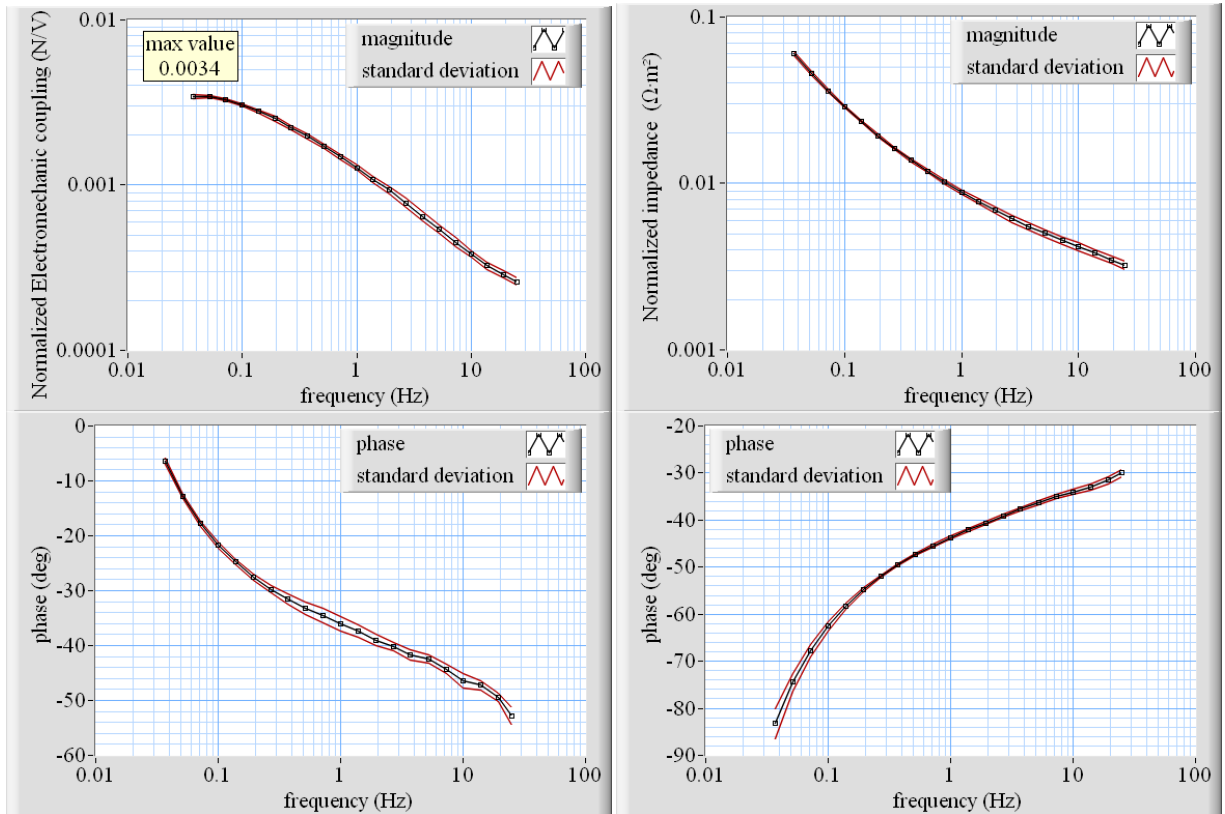 Normalized Electromechanic coupling (N/V)
0.01
0.001
0.0001
max value
0.0034
magnitude
standard deviation
0.01
0.1
1
10
100
frequency (Hz)
Normalized impedance (Ω·m²)
0.1
0.01
0.001
magnitude
standard deviation
0.01
0.1
1
10
100
frequency (Hz)
phase (deg)
0
-10
-20
-30
-40
-50
-60
phase
standard deviation
0.01
0.1
1
10
100
frequency (Hz)
phase (deg)
-20
-30
-40
-50
-60
-70
-80
-90
phase
standard deviation
0.01
0.1
1
10
100
frequency (Hz)